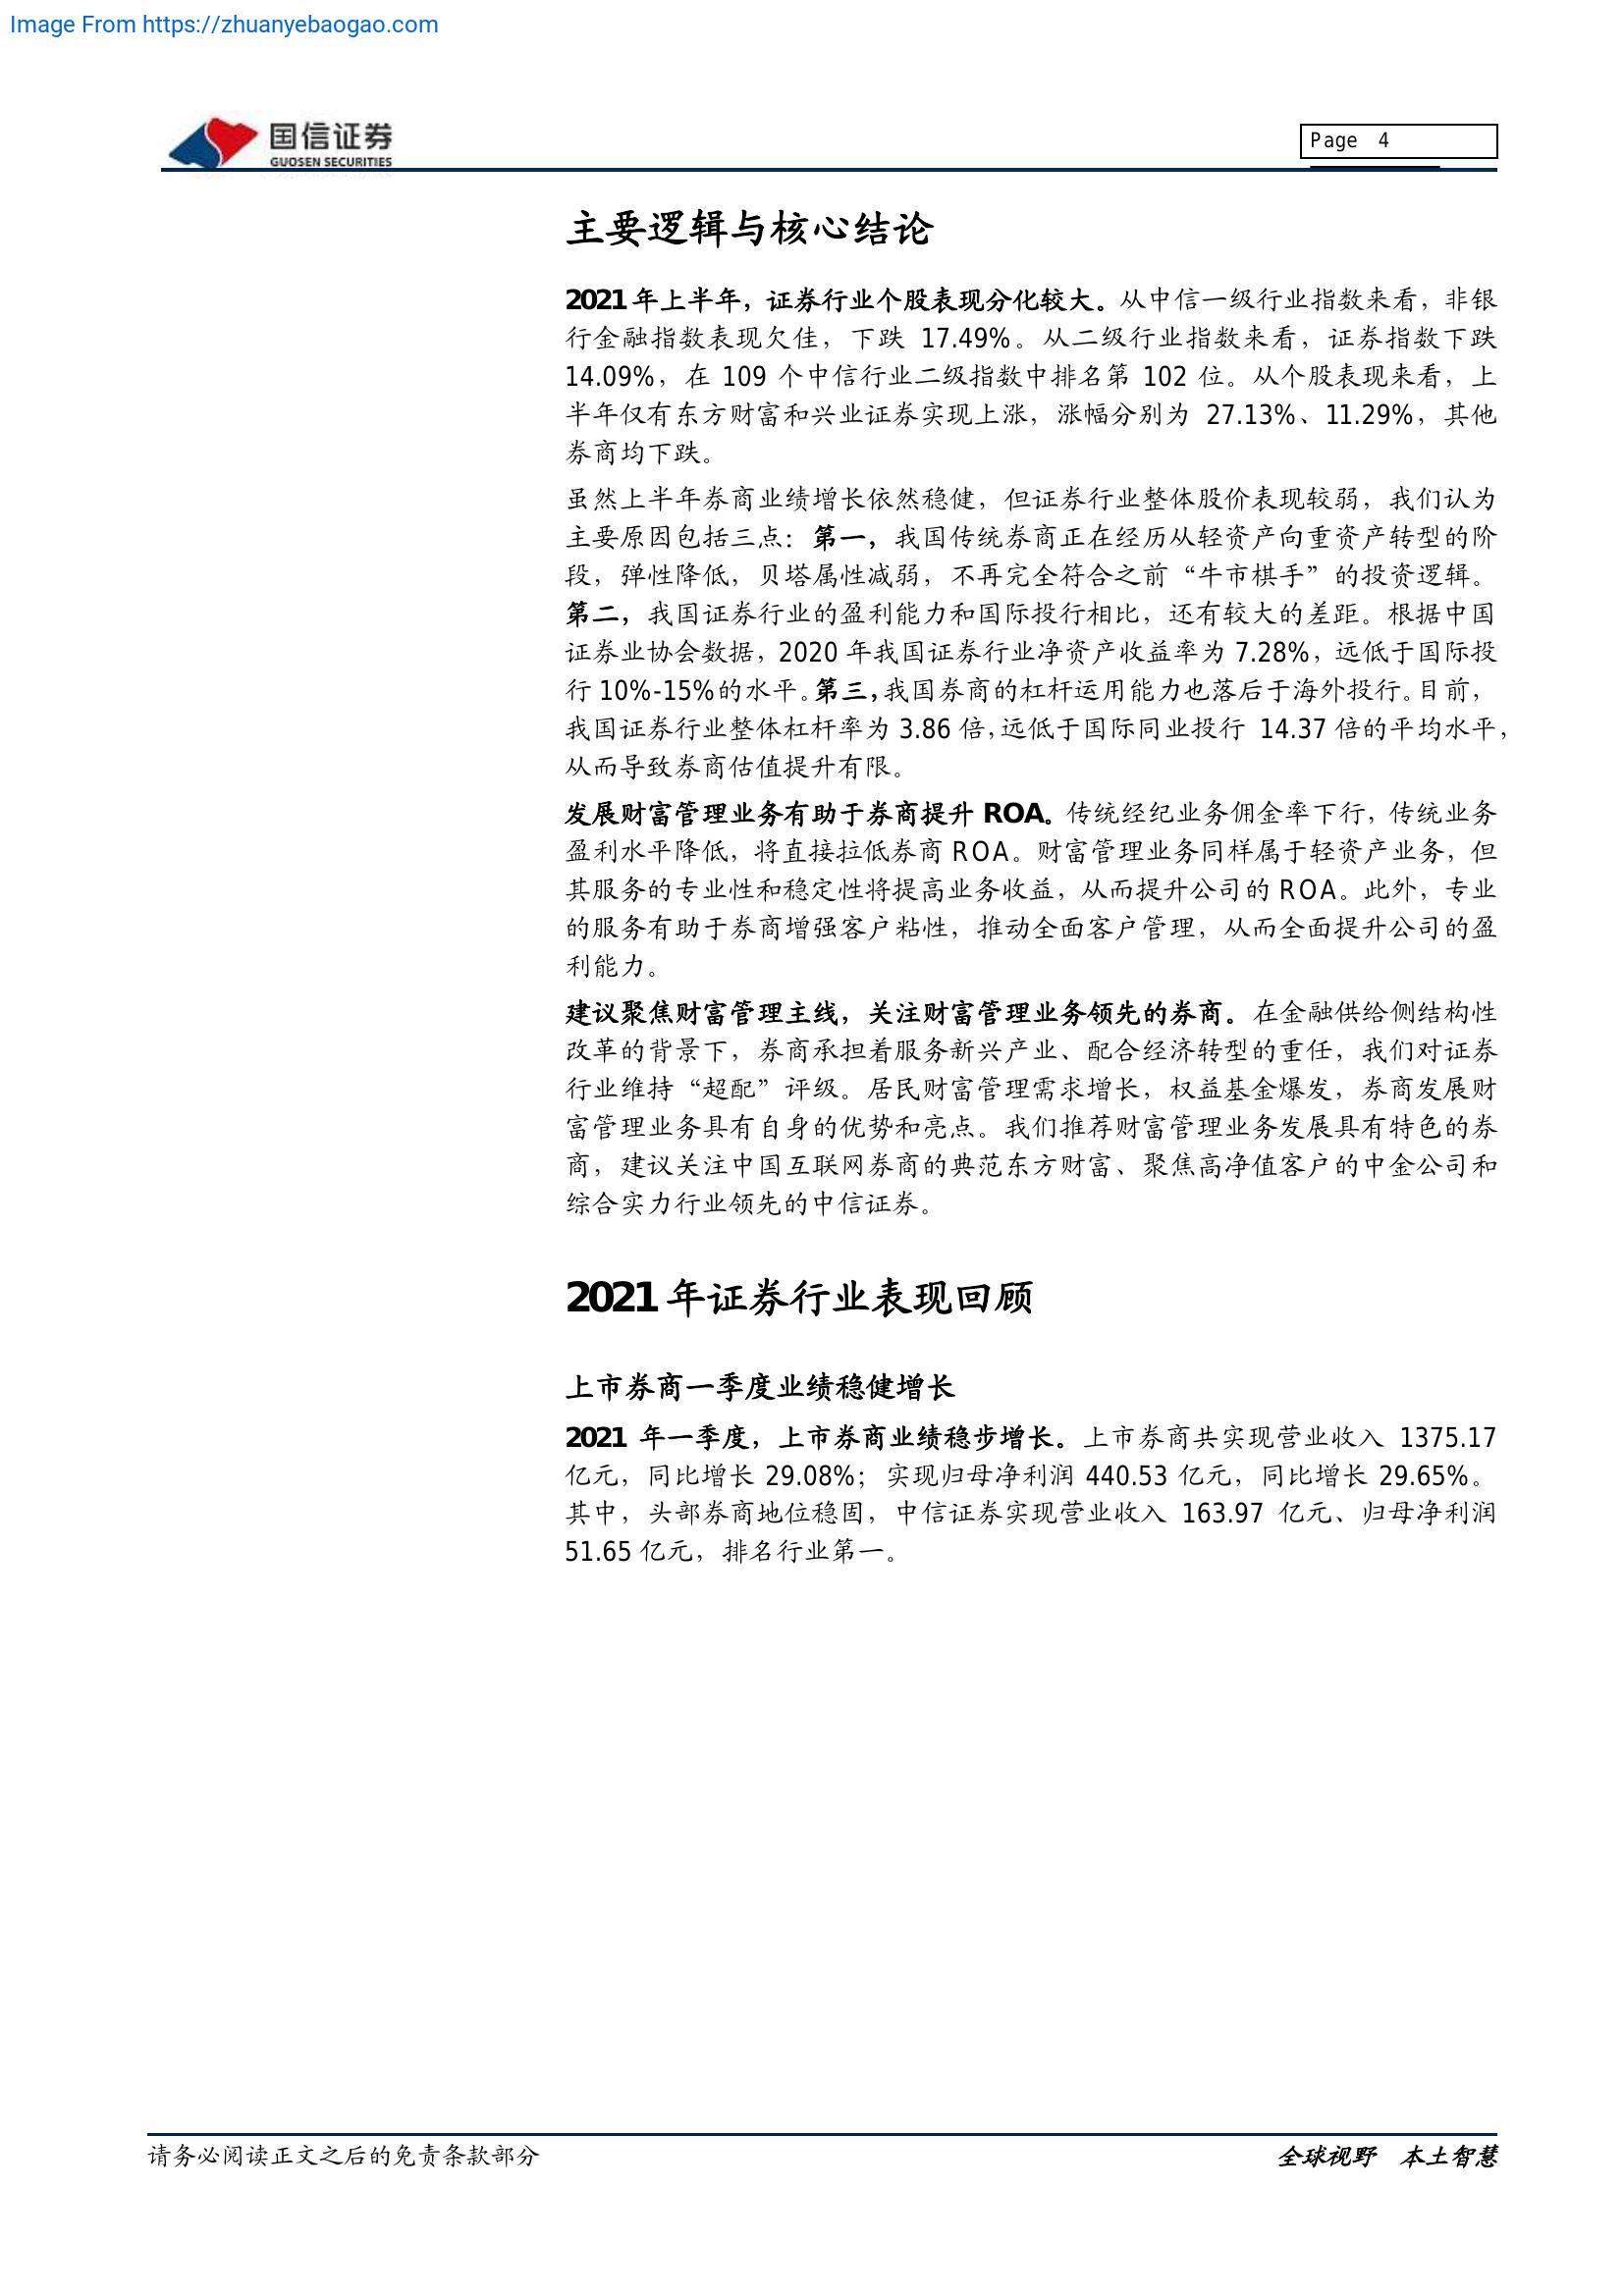 Image From https://zhuanyebaogao.com
国信证券
GUOSEN SECURITIES
Page 4
主要逻辑与核心结论
2021 年上半年，证券行业个股表现分化较大。从中信一级行业指数来看，非银
行金融指数表现欠佳，下跌 17.49%。从二级行业指数来看，证券指数下跌
14.09%，在 109 个中信行业二级指数中排名第 102 位。从个股表现来看，上
半年仅有东方财富和兴业证券实现上涨，涨幅分别为 27.13%、11.29%，其他
券商均下跌。
虽然上半年券商业绩增长依然稳健，但证券行业整体股价表现较弱，我们认为
主要原因包括三点：第一，我国传统券商正在经历从轻资产向重资产转型的阶
段，弹性降低，贝塔属性减弱，不再完全符合之前“牛市棋手”的投资逻辑。
第二，我国证券行业的盈利能力和国际投行相比，还有较大的差距。根据中国
证券业协会数据，2020 年我国证券行业净资产收益率为 7.28%，远低于国际投
行 10%-15%的水平。第三，我国券商的杠杆运用能力也落后于海外投行。目前，
我国证券行业整体杠杆率为 3.86 倍，远低于国际同业投行 14.37 倍的平均水平，
从而导致券商估值提升有限。
发展财富管理业务有助于券商提升 ROA。传统经纪业务佣金率下行，传统业务
盈利水平降低，将直接拉低券商 ROA。财富管理业务同样属于轻资产业务，但
其服务的专业性和稳定性将提高业务收益，从而提升公司的 ROA。此外，专业
的服务有助于券商增强客户粘性，推动全面客户管理，从而全面提升公司的盈
利能力。
建议聚焦财富管理主线，关注财富管理业务领先的券商。在金融供给侧结构性
改革的背景下，券商承担着服务新兴产业、配合经济转型的重任，我们对证券
行业维持“超配”评级。居民财富管理需求增长，权益基金爆发，券商发展财
富管理业务具有自身的优势和亮点。我们推荐财富管理业务发展具有特色的券
商，建议关注中国互联网券商的典范东方财富、聚焦高净值客户的中金公司和
综合实力行业领先的中信证券。
2021 年证券行业表现回顾
上市券商一季度业绩稳健增长
2021 年一季度，上市券商业绩稳步增长。上市券商共实现营业收入 1375.17
亿元，同比增长 29.08%；实现归母净利润 440.53 亿元，同比增长 29.65%。
其中，头部券商地位稳固，中信证券实现营业收入 163.97 亿元、归母净利润
51.65 亿元，排名行业第一。
请务必阅读正文之后的免责条款部分
全球视野 本土智慧